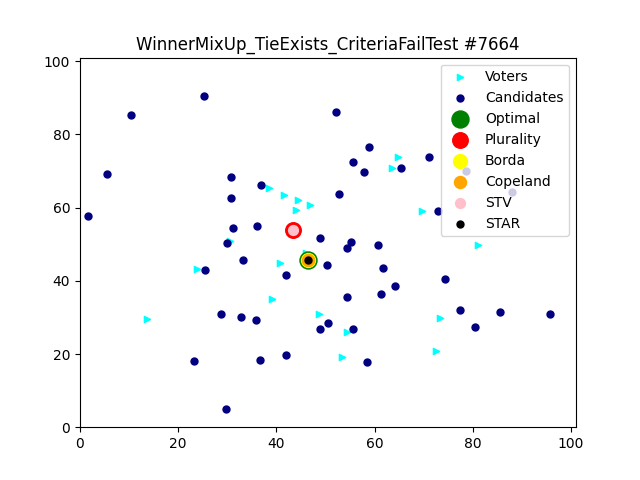 WinnerMixUp_TieExists_CriteriaFailTest #7664
100
80
60
40
20
0
0 20 40 60 80 100
Voters
Candidates
Optimal
Plurality
Borda
Copeland
STV
STAR